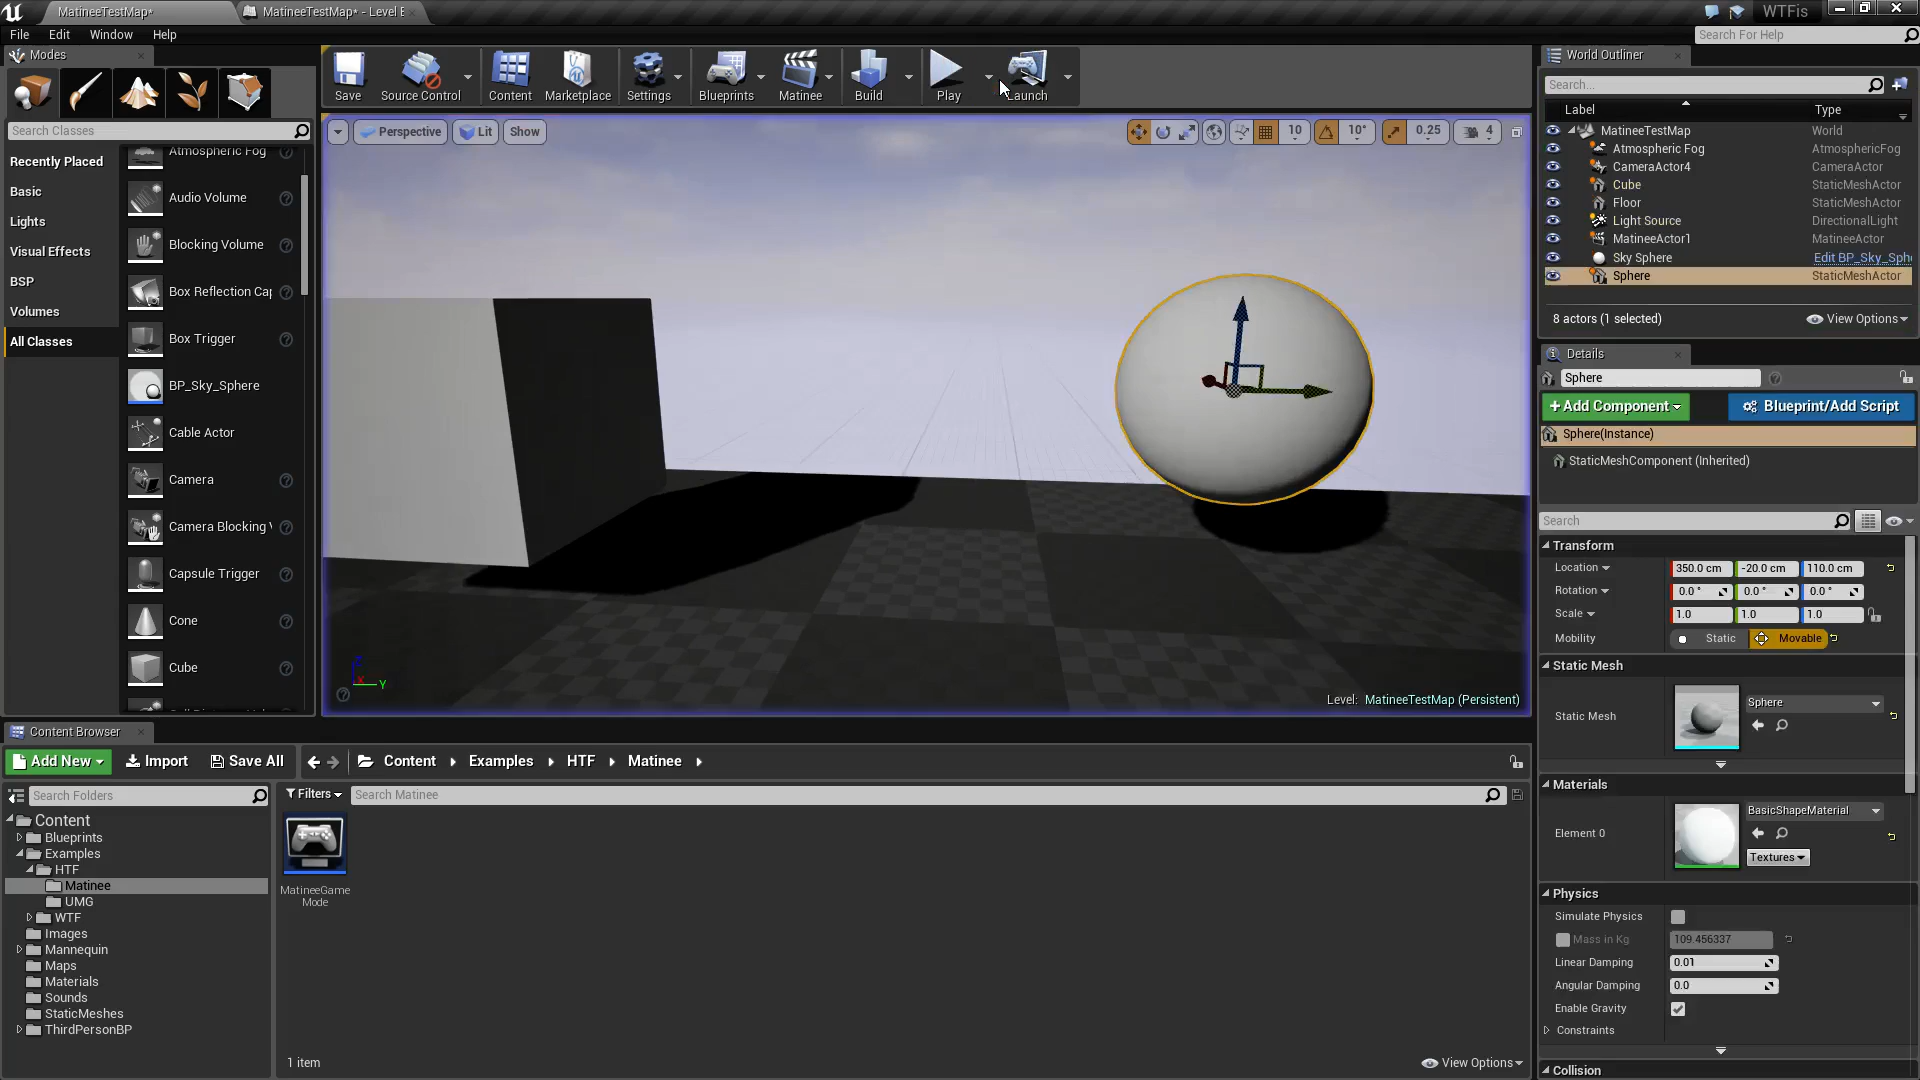 MatineeTestMap*
MatineeTestMap* - Level E
WTFis
File Edit Window Help
Search For Help
Modes
Save
Source Control
Content
Marketplace
Settings
Blueprints
Matinee
Build
Play
Launch
Search Classes
Recently Placed
Basic
Lights
Visual Effects
BSP
Volumes
All Classes
Atmospheric Fog
Audio Volume
Blocking Volume
Box Reflection Cap
Box Trigger
BP_Sky_Sphere
Cable Actor
Camera
Camera Blocking V
Capsule Trigger
Cone
Cube
Perspective Lit Show
10 10° 0.25 4
Level: MatineeTestMap (Persistent)
World Outliner
Search...
Label Type
MatineeTestMap World
Atmospheric Fog AtmosphericFog
CameraActor4 CameraActor
Cube StaticMeshActor
Floor StaticMeshActor
Light Source DirectionalLight
MatineeActor1 MatineeActor
Sky Sphere Edit BP_Sky_Sph
Sphere StaticMeshActor
8 actors (1 selected) View Options
Details
Sphere
+Add Component Blueprint/Add Script
Sphere(Instance)
StaticMeshComponent (Inherited)
Search
Transform
Location 350.0 cm -20.0 cm 110.0 cm
Rotation 0.0 ° 0.0 ° 0.0 °
Scale 1.0 1.0 1.0
Mobility Static Movable
Static Mesh
Static Mesh Sphere
Materials
Element 0 BasicShapeMaterial
Textures
Physics
Simulate Physics
Mass in Kg 109.456337
Linear Damping 0.01
Angular Damping 0.0
Enable Gravity
Constraints
Collision
Content Browser
Add New Import Save All Content Examples HTF Matinee
Search Folders
Filters Search Matinee
Content
Blueprints
Examples
HTF
Matinee
UMG
WTF
Images
Mannequin
Maps
Materials
Sounds
StaticMeshes
ThirdPersonBP
MatineeGame
Mode
1 item View Options